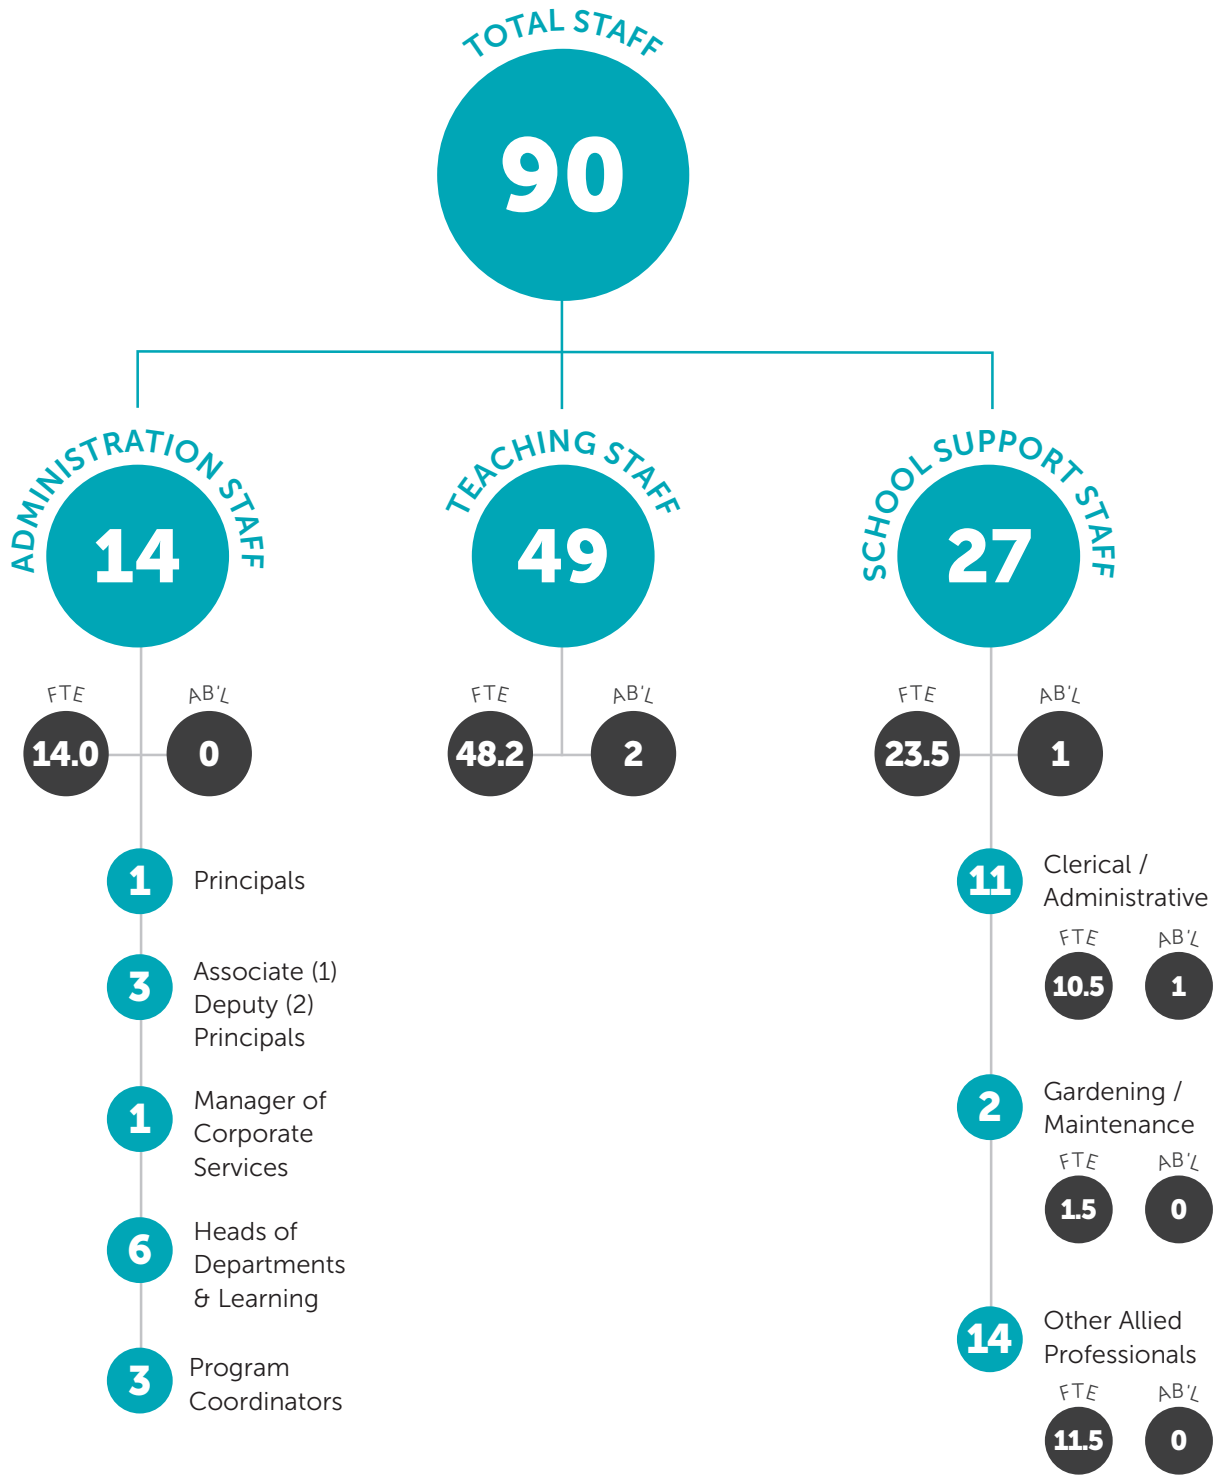 TOTAL STAFF
90
ADMINISTRATION STAFF
14
FTE
14.0
AB'L
0
1
Principals
3
Associate (1)
Deputy (2)
Principals
1
Manager of
Corporate
Services
6
Heads of
Departments
& Learning
3
Program
Coordinators
TEACHING STAFF
49
FTE
48.2
AB'L
2
SCHOOL SUPPORT STAFF
27
FTE
23.5
AB'L
1
11
Clerical /
Administrative
FTE
10.5
AB'L
1
2
Gardening /
Maintenance
FTE
1.5
AB'L
0
14
Other Allied
Professionals
FTE
11.5
AB'L
0